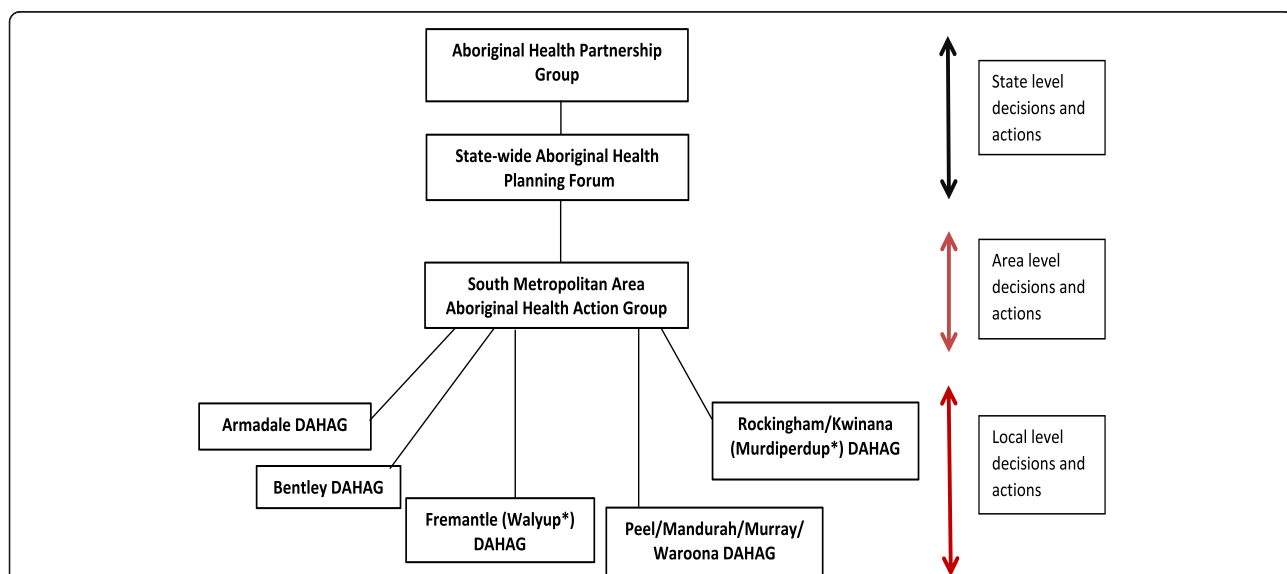 Aboriginal Health Partnership
Group
State level
decisions and
actions
State-wide Aboriginal Health
Planning Forum
Area level
decisions and
actions
South Metropolitan Area
Aboriginal Health Action Group
Armadale DAHAG
Rockingham/Kwinana
(Murdiperdup*) DAHAG
Local level
decisions and
actions
Bentley DAHAG
Fremantle (Walyup*)
DAHAG
Peel/Mandurah/Murray/
Waroona DAHAG